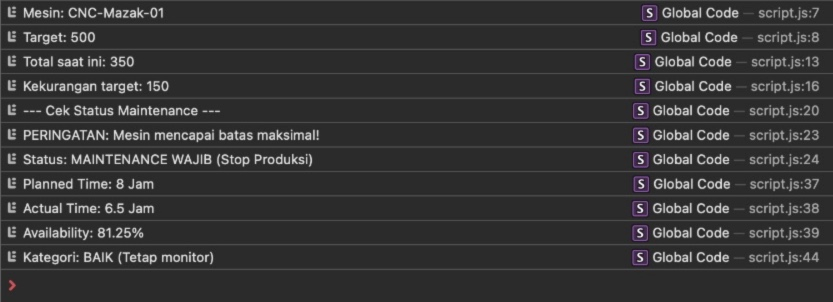 Mesin: CNC-Mazak-01 S Global Code — script.js:7
Target: 500 S Global Code — script.js:8
Total saat ini: 350 S Global Code — script.js:13
Kekurangan target: 150 S Global Code — script.js:16
--- Cek Status Maintenance --- S Global Code — script.js:20
PERINGATAN: Mesin mencapai batas maksimal! S Global Code — script.js:23
Status: MAINTENANCE WAJIB (Stop Produksi) S Global Code — script.js:24
Planned Time: 8 Jam S Global Code — script.js:37
Actual Time: 6.5 Jam S Global Code — script.js:38
Availability: 81.25% S Global Code — script.js:39
Kategori: BAIK (Tetap monitor) S Global Code — script.js:44